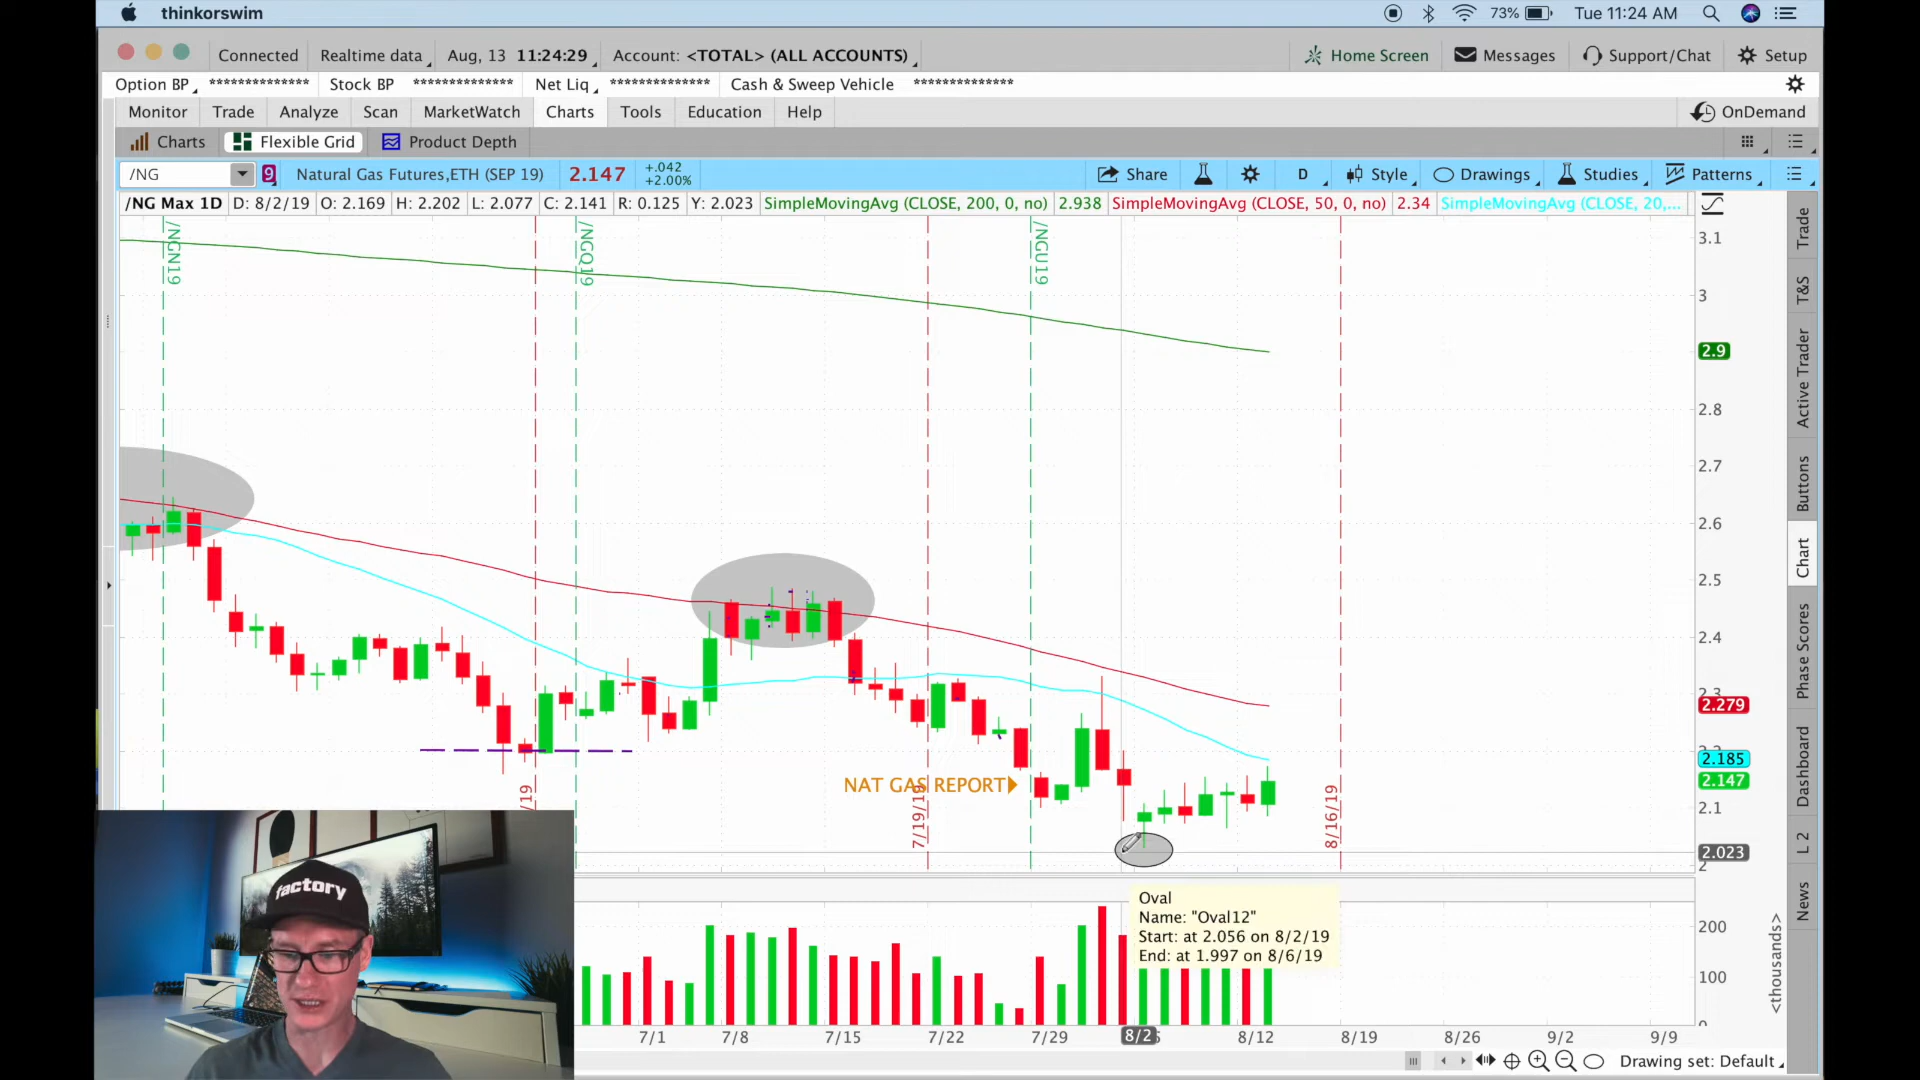 thinkorswim
73%
Tue 11:24 AM
Connected
Realtime data
Aug, 13 11:24:29
Account: <TOTAL> (ALL ACCOUNTS)
Home Screen
Messages
Support/Chat
Setup
Option BP **************
Stock BP **************
Net Liq **************
Cash & Sweep Vehicle **************
Monitor
Trade
Analyze
Scan
MarketWatch
Charts
Tools
Education
Help
OnDemand
Charts
Flexible Grid
Product Depth
/NG
9
Natural Gas Futures,ETH (SEP 19)
2.147
+.042
+2.00%
Share
D
Style
Drawings
Studies
Patterns
/NG Max 1D
D: 8/2/19
O: 2.169
H: 2.202
L: 2.077
C: 2.141
R: 0.125
Y: 2.023
SimpleMovingAvg (CLOSE, 200, 0, no)
2.938
SimpleMovingAvg (CLOSE, 50, 0, no)
2.34
SimpleMovingAvg (CLOSE, 20,...
/NGN19
/NGQ19
/NGU19
3.1
3
2.9
2.8
2.7
2.6
2.5
2.4
2.3
2.279
2.185
2.147
2.1
2.023
NAT GAS REPORT
/19
7/19/19
8/16/19
Oval
Name: "Oval12"
Start: at 2.056 on 8/2/19
End: at 1.997 on 8/6/19
200
100
<thousands>
7/1
7/8
7/15
7/22
7/29
8/2
8/12
8/19
8/26
9/2
9/9
Drawing set: Default
Trade
T&S
Active Trader
Buttons
Chart
Phase Scores
Dashboard
L 2
News
factory